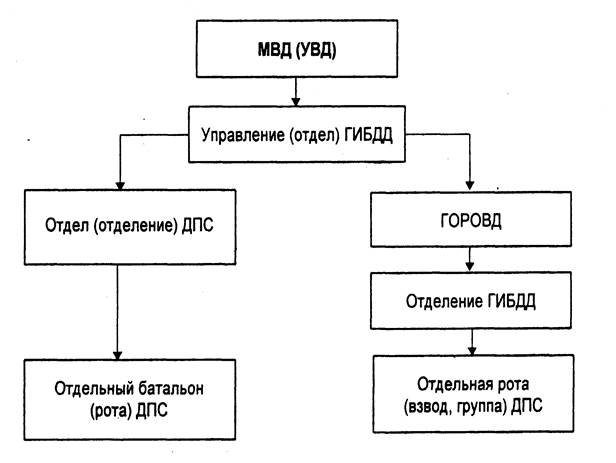 МВД (УВД)
Управление (отдел) ГИБДД
Отдел (отделение) ДПС
ГОРОВД
Отделение ГИБДД
Отдельный батальон
(рота) ДПС
Отдельная рота
(взвод, группа) ДПС